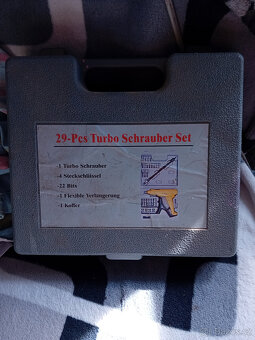 29-Pcs Turbo Schrauber Set
-1 Turbo Schrauber
-4 Steckschlüssel
-22 Bits
-1 Flexible Verlängerung
-1 Koffer